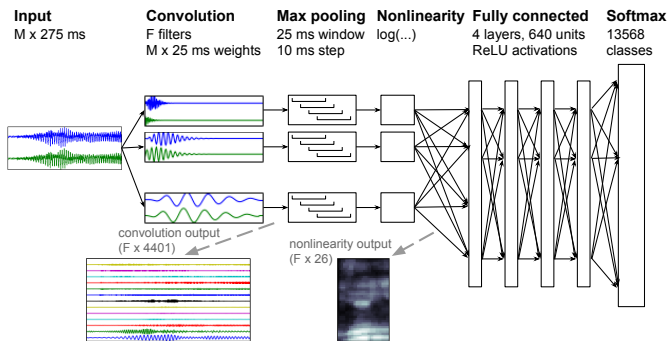 Input
M x 275 ms
Convolution
F filters
M x 25 ms weights
Max pooling
25 ms window
10 ms step
Nonlinearity
log(...)
Fully connected
4 layers, 640 units
ReLU activations
Softmax
13568
classes
convolution output
(F x 4401)
nonlinearity output
(F x 26)